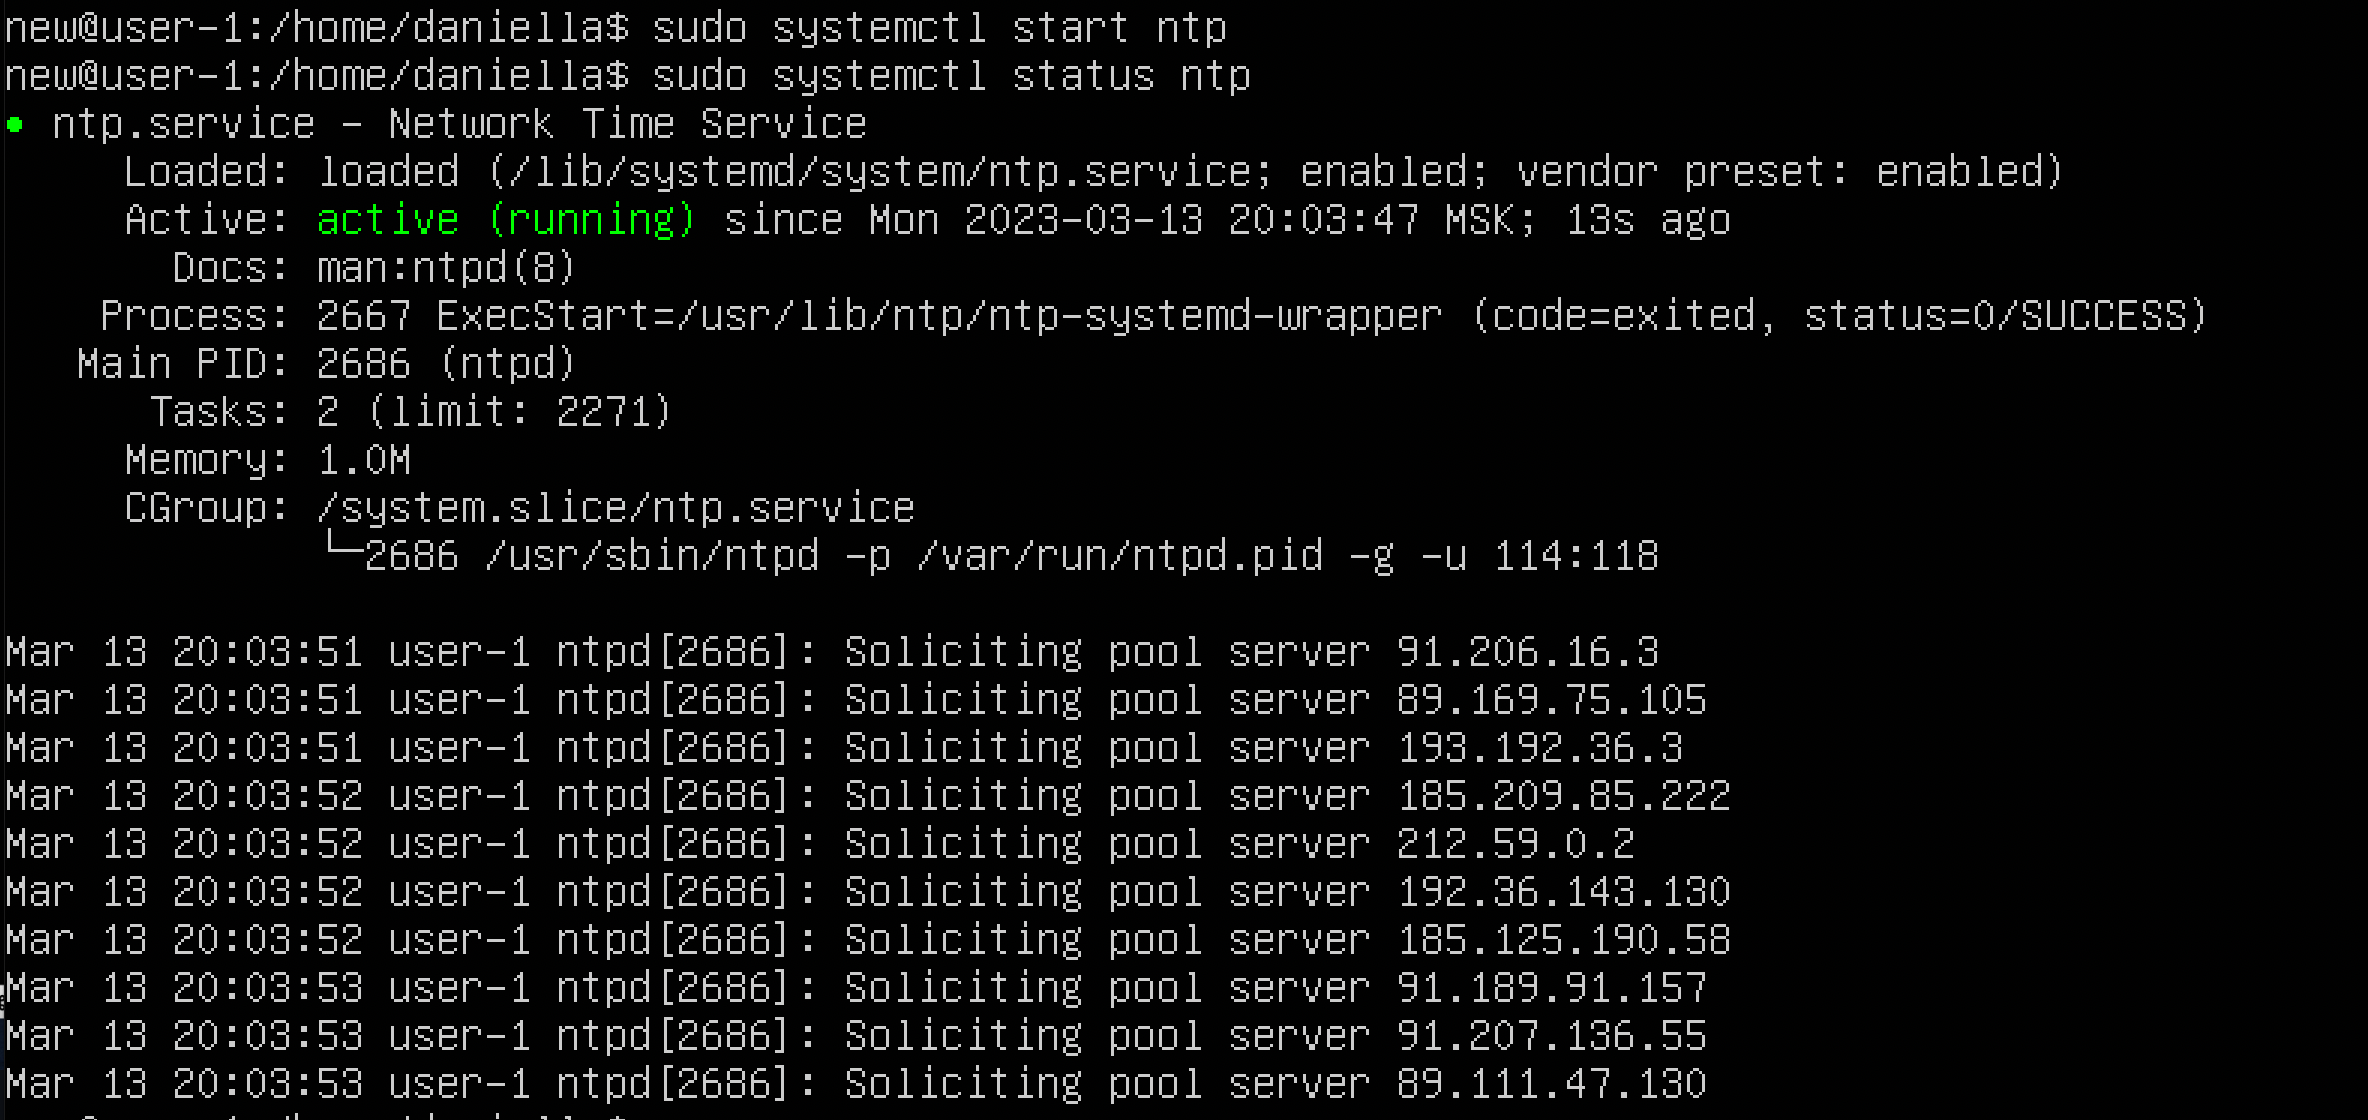 new@user-1:/home/daniella$ sudo systemctl start ntp
new@user-1:/home/daniella$ sudo systemctl status ntp
● ntp.service - Network Time Service
Loaded: loaded (/lib/systemd/system/ntp.service; enabled; vendor preset: enabled)
Active: active (running) since Mon 2023-03-13 20:03:47 MSK; 13s ago
Docs: man:ntpd(8)
Process: 2667 ExecStart=/usr/lib/ntp/ntp-systemd-wrapper (code=exited, status=0/SUCCESS)
Main PID: 2686 (ntpd)
Tasks: 2 (limit: 2271)
Memory: 1.0M
CGroup: /system.slice/ntp.service
└─2686 /usr/sbin/ntpd -p /var/run/ntpd.pid -g -u 114:118
Mar 13 20:03:51 user-1 ntpd[2686]: Soliciting pool server 91.206.16.3
Mar 13 20:03:51 user-1 ntpd[2686]: Soliciting pool server 89.169.75.105
Mar 13 20:03:51 user-1 ntpd[2686]: Soliciting pool server 193.192.36.3
Mar 13 20:03:52 user-1 ntpd[2686]: Soliciting pool server 185.209.85.222
Mar 13 20:03:52 user-1 ntpd[2686]: Soliciting pool server 212.59.0.2
Mar 13 20:03:52 user-1 ntpd[2686]: Soliciting pool server 192.36.143.130
Mar 13 20:03:52 user-1 ntpd[2686]: Soliciting pool server 185.125.190.58
Mar 13 20:03:53 user-1 ntpd[2686]: Soliciting pool server 91.189.91.157
Mar 13 20:03:53 user-1 ntpd[2686]: Soliciting pool server 91.207.136.55
Mar 13 20:03:53 user-1 ntpd[2686]: Soliciting pool server 89.111.47.130